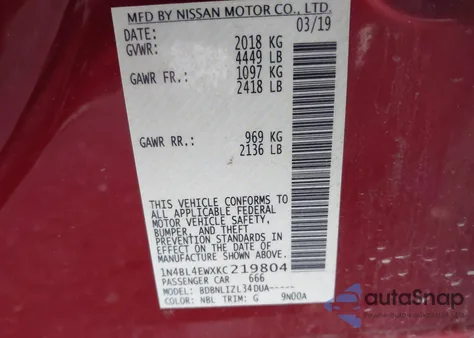 MFD BY NISSAN MOTOR CO., LTD.
DATE: 03/19
GVWR: 2018 KG
4449 LB
GAWR FR.: 1097 KG
2418 LB
GAWR RR.: 969 KG
2136 LB
THIS VEHICLE CONFORMS TO
ALL APPLICABLE FEDERAL
MOTOR VEHICLE SAFETY,
BUMPER, AND THEFT
PREVENTION STANDARDS IN
EFFECT ON THE DATE OF
MANUFACTURE SHOWN ABOVE.
1N4BL4EWXKC219804
PASSENGER CAR 666
MODEL: BDBNLIZL34DUA-----
COLOR: NBL TRIM: G 9N00A
autoSnap